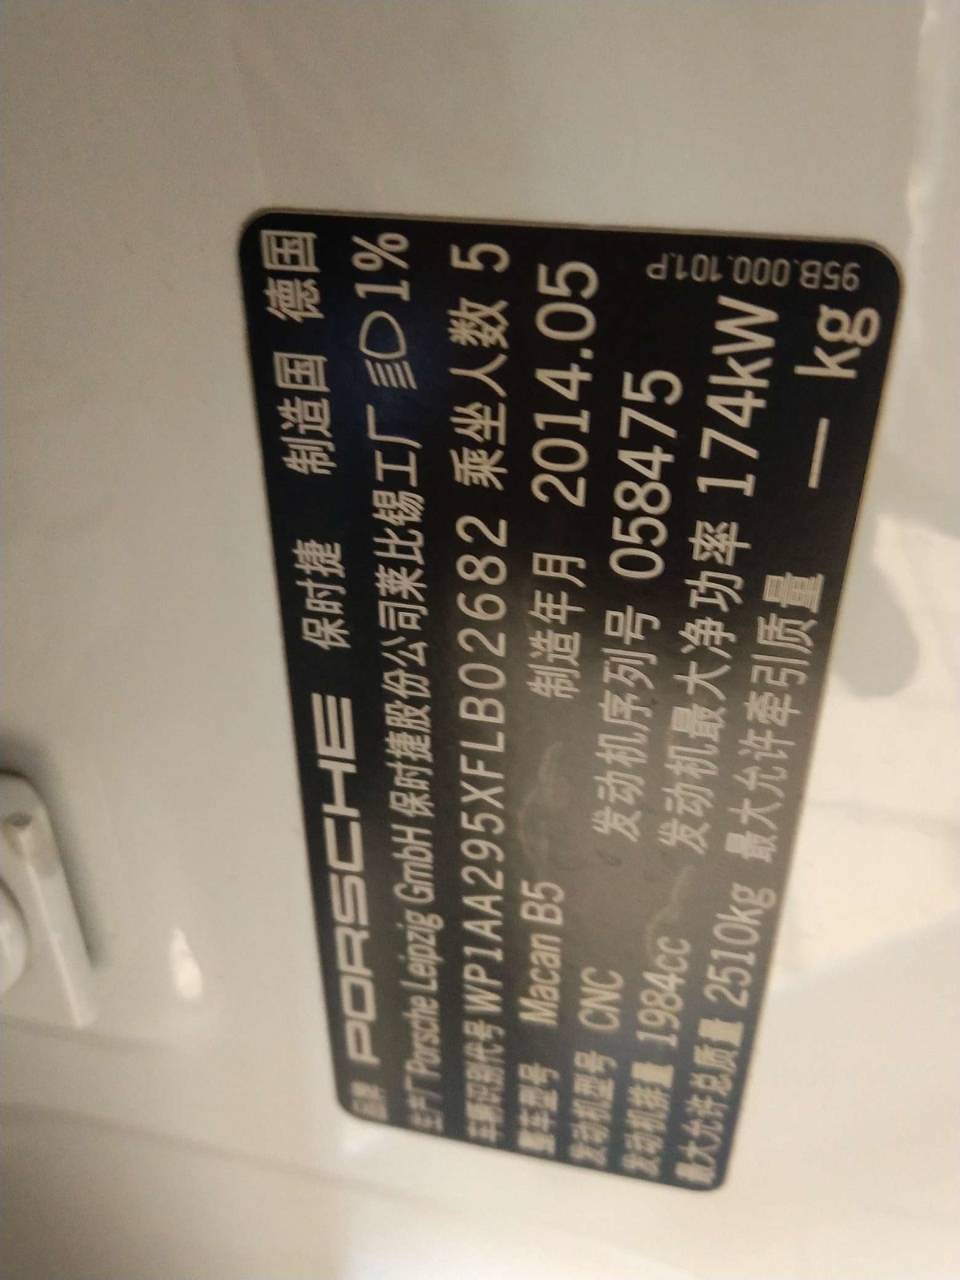 品牌 PORSCHE 保时捷 制造国 德国
生产厂 Porsche Leipzig GmbH 保时捷股份公司莱比锡工厂 1%
车辆识别代号 WP1AA295XFLB02682 乘坐人数 5
整车型号 Macan B5 制造年月 2014.05
发动机型号 CNC 发动机序列号 058475
发动机排量 1984cc 发动机最大净功率 174kW
最大允许总质量 2510kg 最大允许牵引质量 — kg
95B.000.101.P